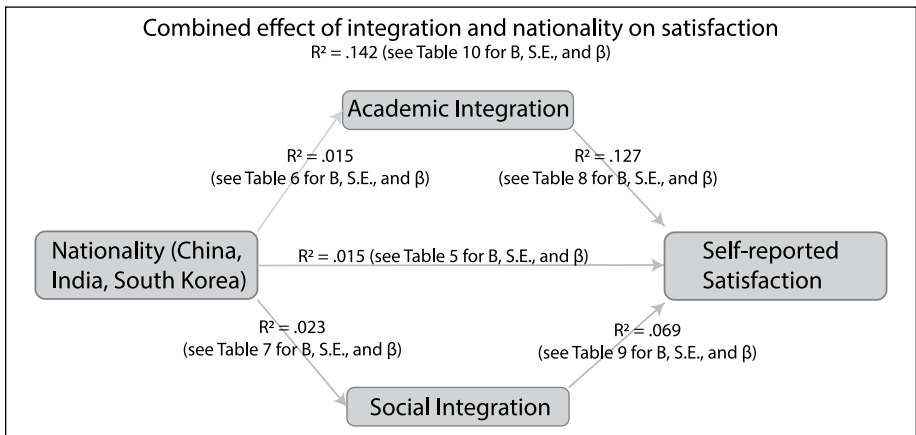 Combined effect of integration and nationality on satisfaction
R² = .142 (see Table 10 for B, S.E., and β)
Academic Integration
R² = .015
(see Table 6 for B, S.E., and β)
R² = .127
(see Table 8 for B, S.E., and β)
Nationality (China,
India, South Korea)
R² = .015 (see Table 5 for B, S.E., and β)
Self-reported
Satisfaction
R² = .023
(see Table 7 for B, S.E., and β)
R² = .069
(see Table 9 for B, S.E., and β)
Social Integration